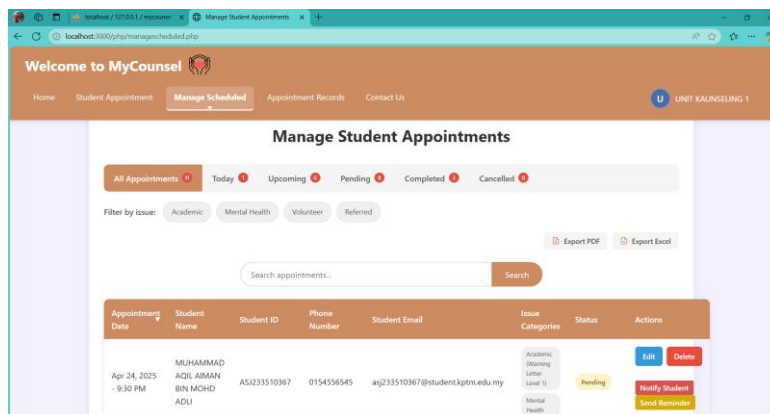 localhost / 127.0.0.1 / mycounse
Manage Student Appointments
localhost:3000/php/managescheduled.php
Welcome to MyCounsel
Home Student Appointment Manage Scheduled Appointment Records Contact Us U UNIT KAUNSELING 1
Manage Student Appointments
All Appointments 11 Today 1 Upcoming 6 Pending Completed Cancelled 0
Filter by issue: Academic Mental Health Volunteer Referred
Export PDF Export Excel
Search appointments... Search
Appointment Date Student Name Student ID Phone Number Student Email Issue Categories Status Actions
Apr 24, 2025 - 9:30 PM
MUHAMMAD
AQIL AIMAN
BIN MOHD
ADLI
ASJ233510367 0154556545 asj233510367@student.kptm.edu.my
Academic
(Warning
Letter
Level 1)
Mental
Health
Pending
Edit Delete
Notify Student
Send Reminder